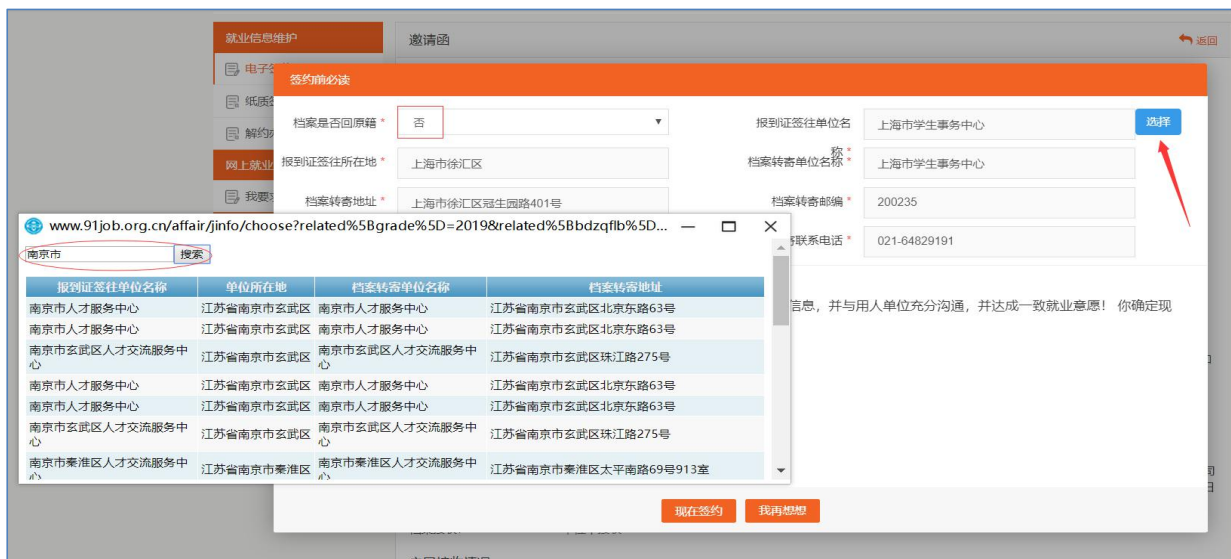 就业信息维护
邀请函
返回
签约前必读
档案是否回原籍 *
否
报到证签往单位名称 *
上海市学生事务中心
选择
报到证签往所在地 *
上海市徐汇区
档案转寄单位名称 *
上海市学生事务中心
档案转寄地址 *
上海市徐汇区冠生园路401号
档案转寄邮编 *
200235
联系电话 *
021-64829191
信息，并与用人单位充分沟通，并达成一致就业意愿！ 你确定现
电子
纸质
解约
网上就业
我要
www.91job.org.cn/affair/jinfo/choose?related%5Bgrade%5D=2019&related%5Bbdzqflb%5D...
南京市
搜索
报到证签往单位名称 单位所在地 档案转寄单位名称 档案转寄地址
南京市人才服务中心 江苏省南京市玄武区 南京市人才服务中心 江苏省南京市玄武区北京东路63号
南京市人才服务中心 江苏省南京市玄武区 南京市人才服务中心 江苏省南京市玄武区北京东路63号
南京市玄武区人才交流服务中心 江苏省南京市玄武区 南京市玄武区人才交流服务中心 江苏省南京市玄武区珠江路275号
南京市人才服务中心 江苏省南京市玄武区 南京市人才服务中心 江苏省南京市玄武区北京东路63号
南京市人才服务中心 江苏省南京市玄武区 南京市人才服务中心 江苏省南京市玄武区北京东路63号
南京市玄武区人才交流服务中心 江苏省南京市玄武区 南京市玄武区人才交流服务中心 江苏省南京市玄武区珠江路275号
南京市秦淮区人才交流服务中心 江苏省南京市秦淮区 南京市秦淮区人才交流服务中心 江苏省南京市秦淮区太平南路69号913室
现在签约
我再想想